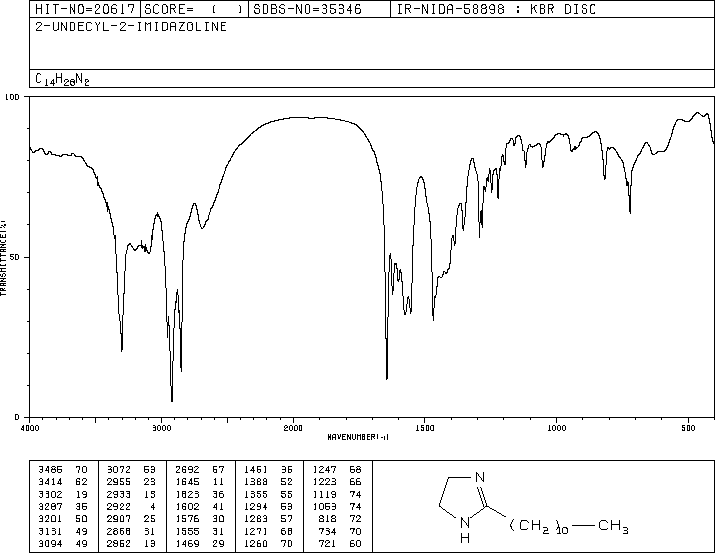 HIT-NO=20617 SCORE= ( ) SDBS-NO=35346 IR-NIDA-58898 : KBR DISC
2-UNDECYL-2-IMIDAZOLINE
C14H28N2
100
50
0
TRANSMITTANCE(%)
4000 3000 2000 1500 1000 500
WAVENUMBER(-1)
3485 70 3072 59 2692 57 1461 36 1247 68
3414 62 2955 23 1645 11 1388 52 1223 66
3302 19 2933 15 1623 36 1355 55 1119 74
3287 35 2922 4 1602 41 1294 53 1053 74
3201 50 2907 25 1576 30 1283 57 818 72
3131 49 2868 31 1555 31 1271 68 734 70
3094 49 2852 13 1469 29 1260 70 721 60
N
N
H
(CH2)10 CH3